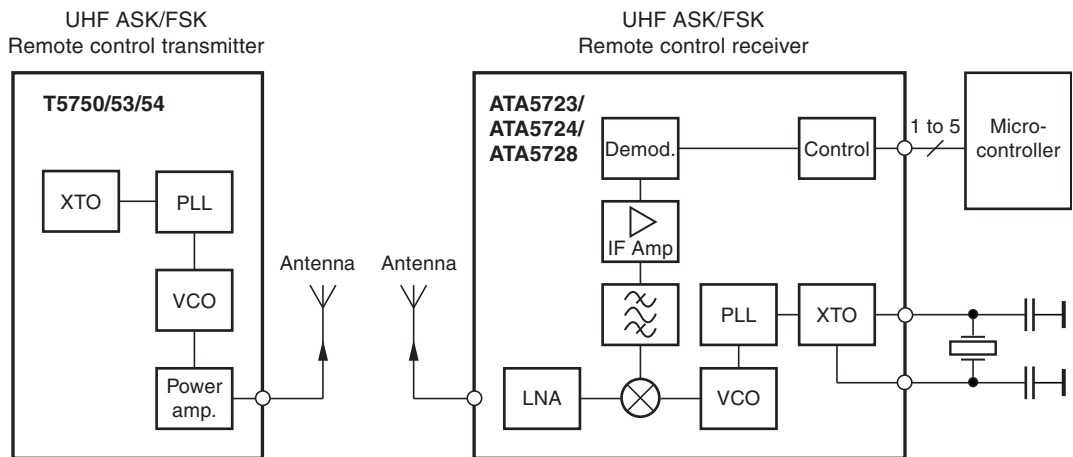 UHF ASK/FSK
Remote control transmitter
T5750/53/54
XTO
PLL
VCO
Power
amp.
Antenna
Antenna
UHF ASK/FSK
Remote control receiver
ATA5723/
ATA5724/
ATA5728
Demod.
Control
IF Amp
PLL
XTO
LNA
VCO
1 to 5
Micro-
controller